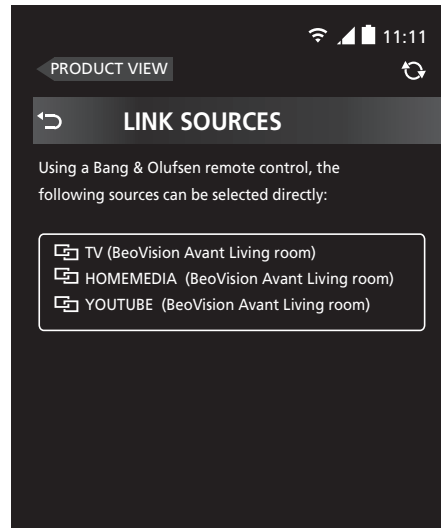 11:11
PRODUCT VIEW
LINK SOURCES
Using a Bang & Olufsen remote control, the
following sources can be selected directly:
TV (BeoVision Avant Living room)
HOMEMEDIA (BeoVision Avant Living room)
YOUTUBE (BeoVision Avant Living room)